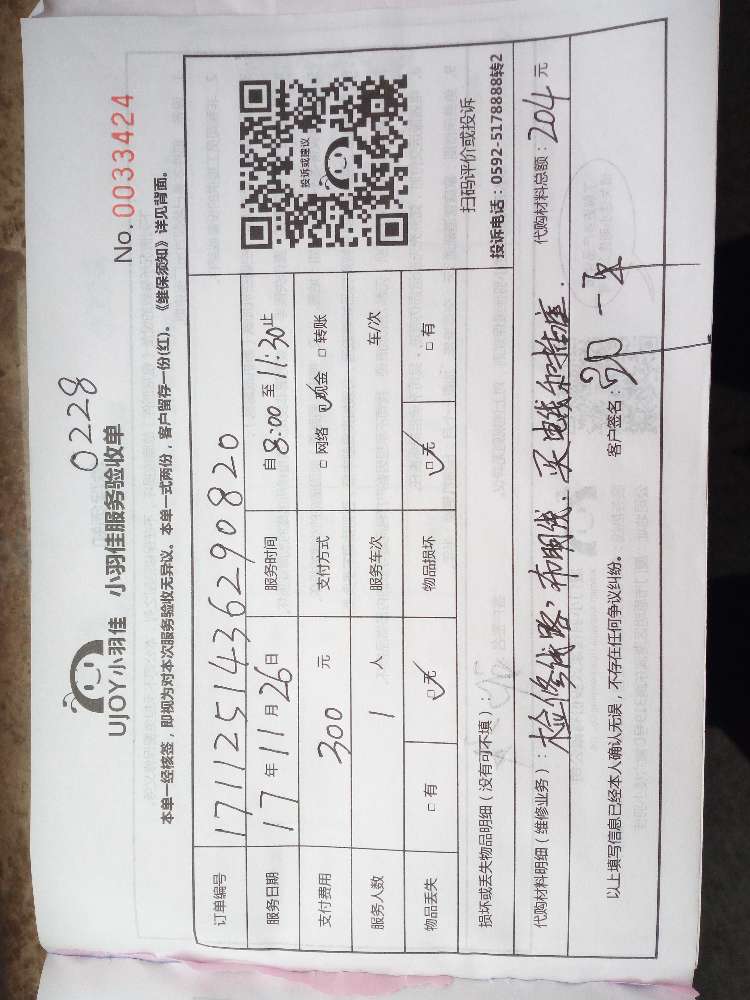 0228
UJOY小羽佳 小羽佳服务验收单
No. 0033424
本单一经核签，即视为对本次服务验收无异议、本单一式两份，客户留存一份(红)。《维保须知》详见背面。
订单编号 1711251436290820
服务日期 17年11月26日 服务时间 自8:00至11:30止
支付费用 300 元 支付方式 □ 网络 ☑ 现金 □ 转账
服务人数 1 人 服务车次 车/次
物品丢失 □ 有 ☑ 无 物品损坏 ☑ 无 □ 有
投诉或建议
扫码评价或投诉
投诉电话：0592-5178888转2
损坏或丢失物品明细（没有可不填）：
代购材料明细（维修业务）：检修线路、布明线、买电线和插座. 代购材料总额：204元
以上填写信息已经本人确认无误，不存在任何争议纠纷。 客户签名：